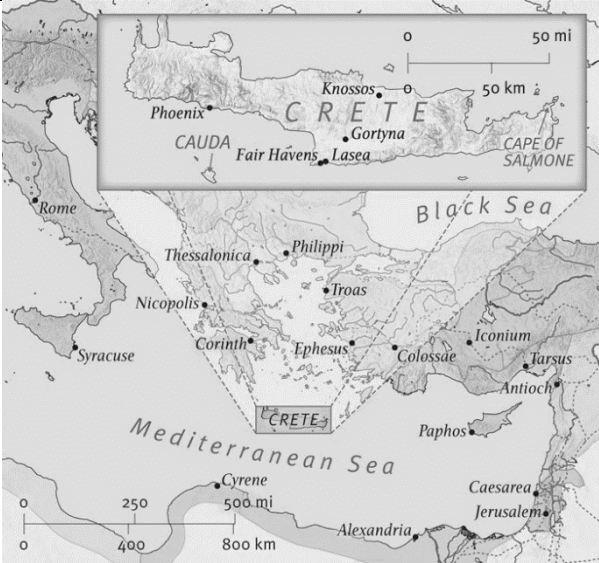 0 50 mi
0 50 km
Knossos
CRETE
Phoenix
Gortyna
CAUDA
Fair Havens
Lasea
CAPE OF
SALMONE
Rome
Black Sea
Philippi
Thessalonica
Troas
Nicopolis
Corinth
Ephesus
Iconium
Colossae
Tarsus
Syracuse
Antioch
CRETE
Paphos
Mediterranean Sea
Cyrene
Caesarea
Jerusalem
0 250 500 mi
Alexandria
0 400 800 km